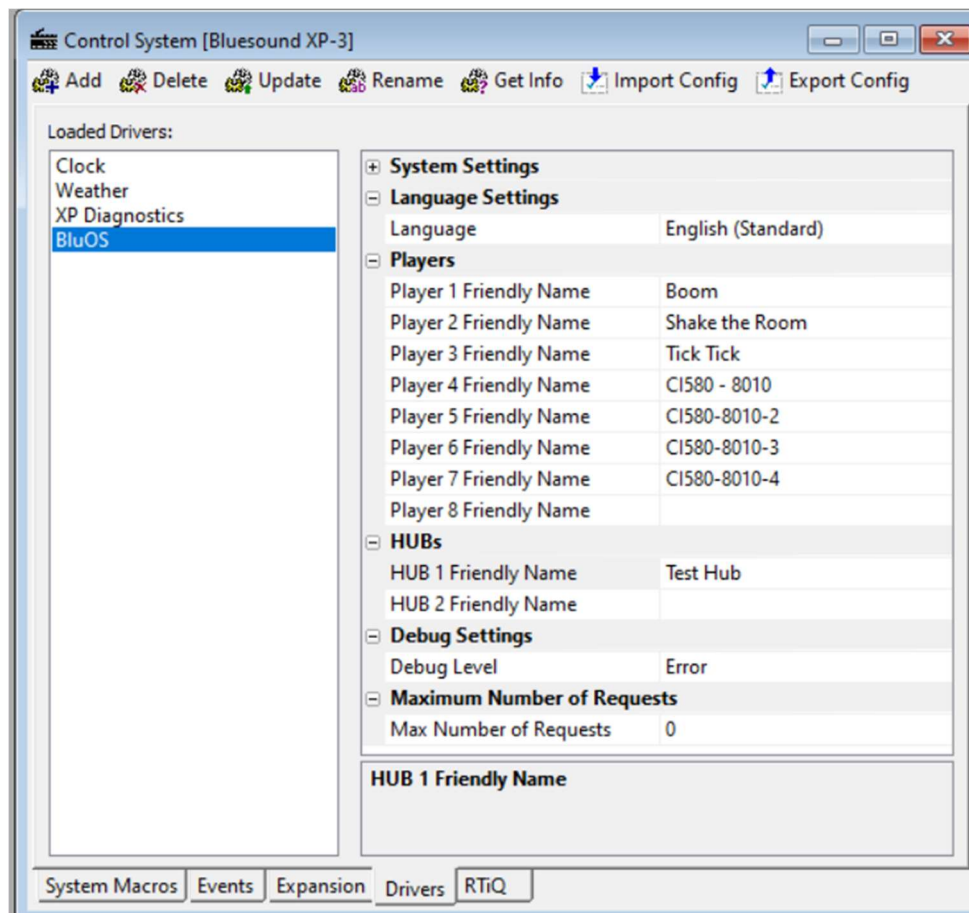 Control System [Bluesound XP-3]
Add Delete Update Rename Get Info Import Config Export Config
Loaded Drivers:
Clock
Weather
XP Diagnostics
BluOS
System Settings
Language Settings
Language English (Standard)
Players
Player 1 Friendly Name Boom
Player 2 Friendly Name Shake the Room
Player 3 Friendly Name Tick Tick
Player 4 Friendly Name CI580 - 8010
Player 5 Friendly Name CI580-8010-2
Player 6 Friendly Name CI580-8010-3
Player 7 Friendly Name CI580-8010-4
Player 8 Friendly Name
HUBs
HUB 1 Friendly Name Test Hub
HUB 2 Friendly Name
Debug Settings
Debug Level Error
Maximum Number of Requests
Max Number of Requests 0
HUB 1 Friendly Name
System Macros Events Expansion Drivers RTiQ